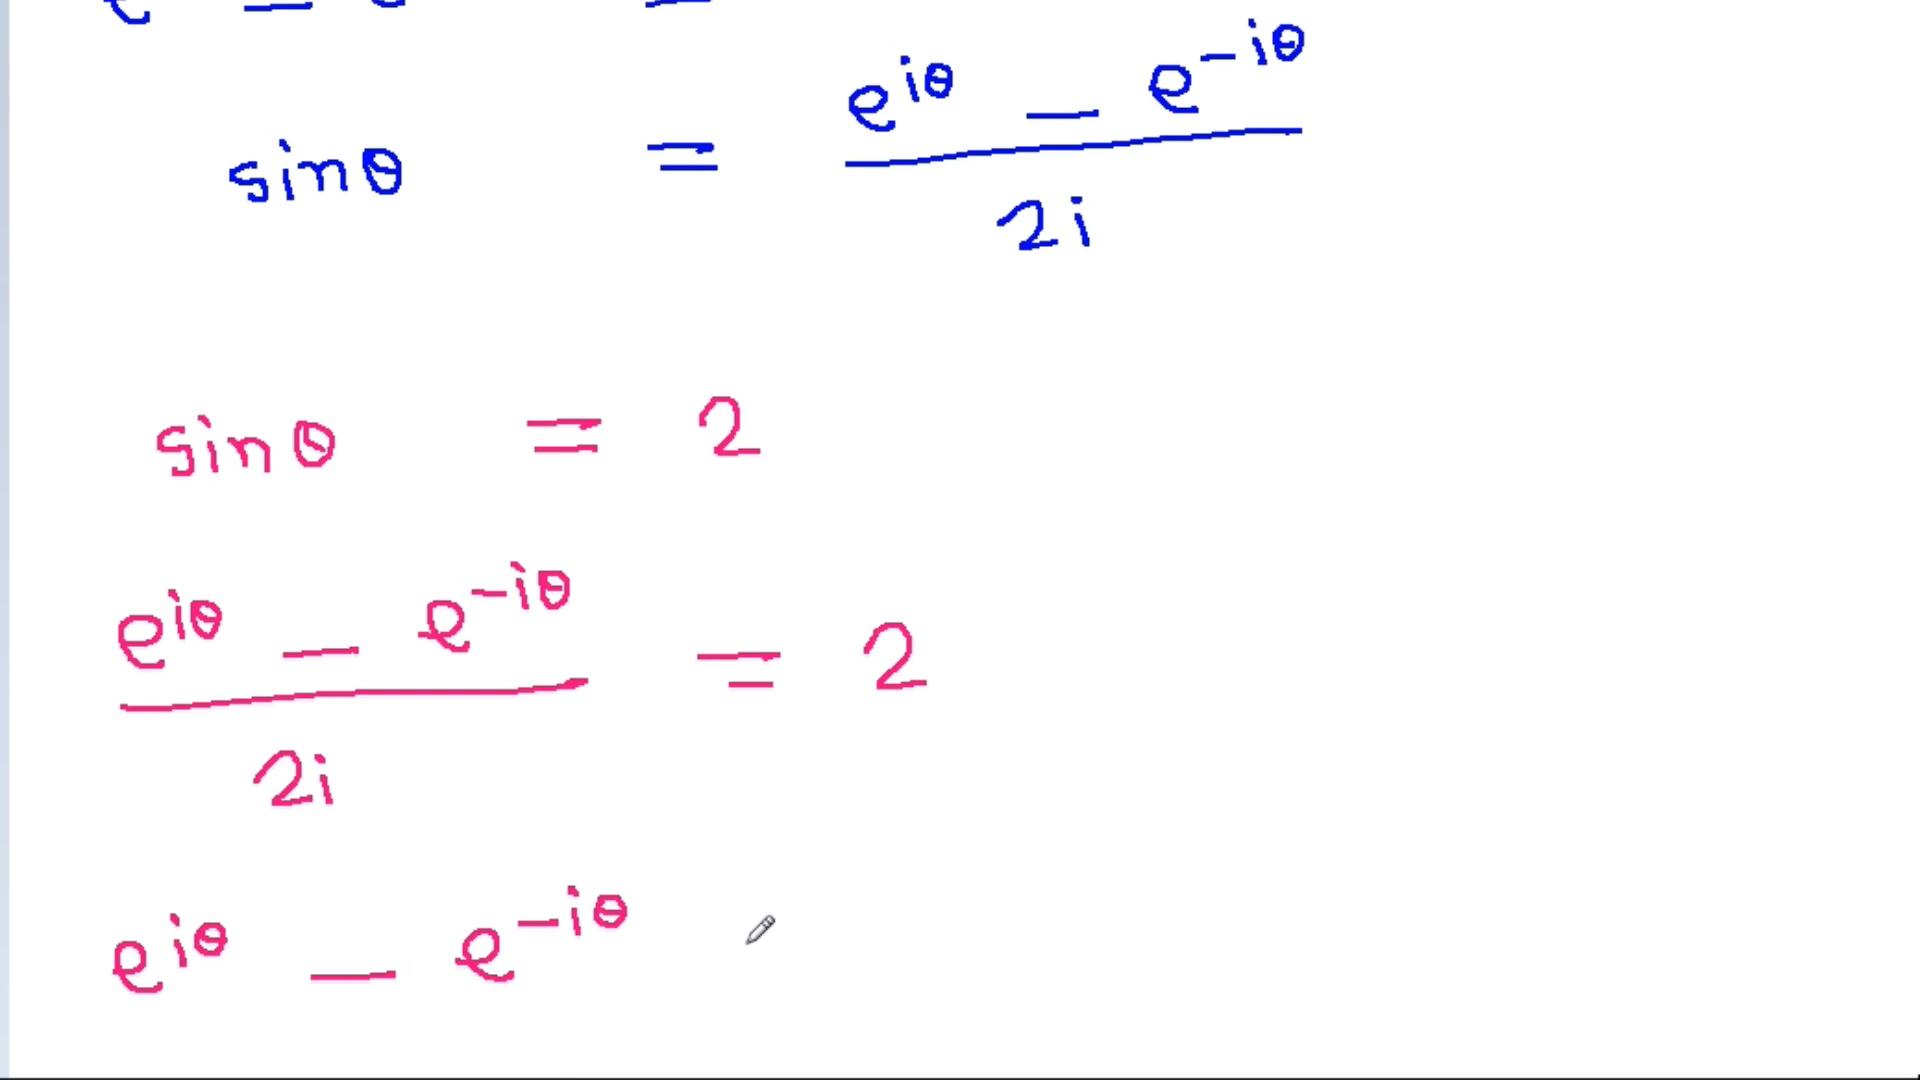 sinθ = (e^{iθ} - e^{-iθ}) / 2i
sinθ = 2
(e^{iθ} - e^{-iθ}) / 2i = 2
e^{iθ} - e^{-iθ}